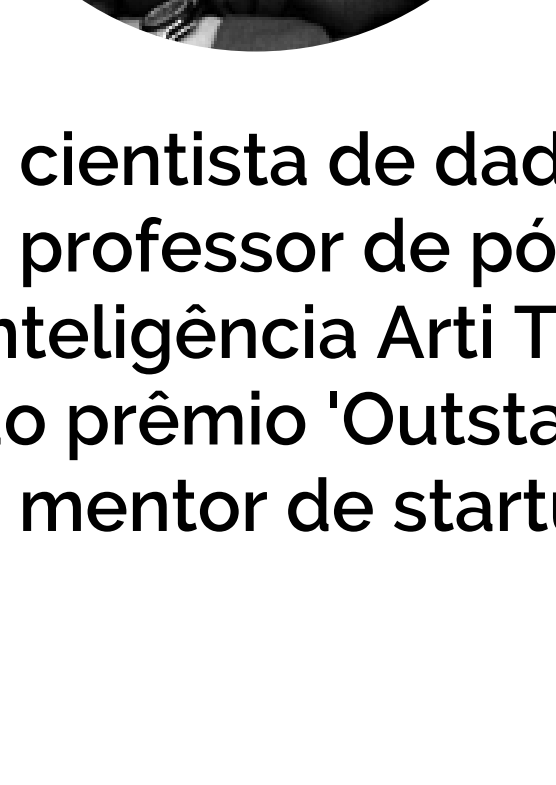 cientista de dad
professor de pó
nteligência Arti T
o prêmio 'Outsta
mentor de start